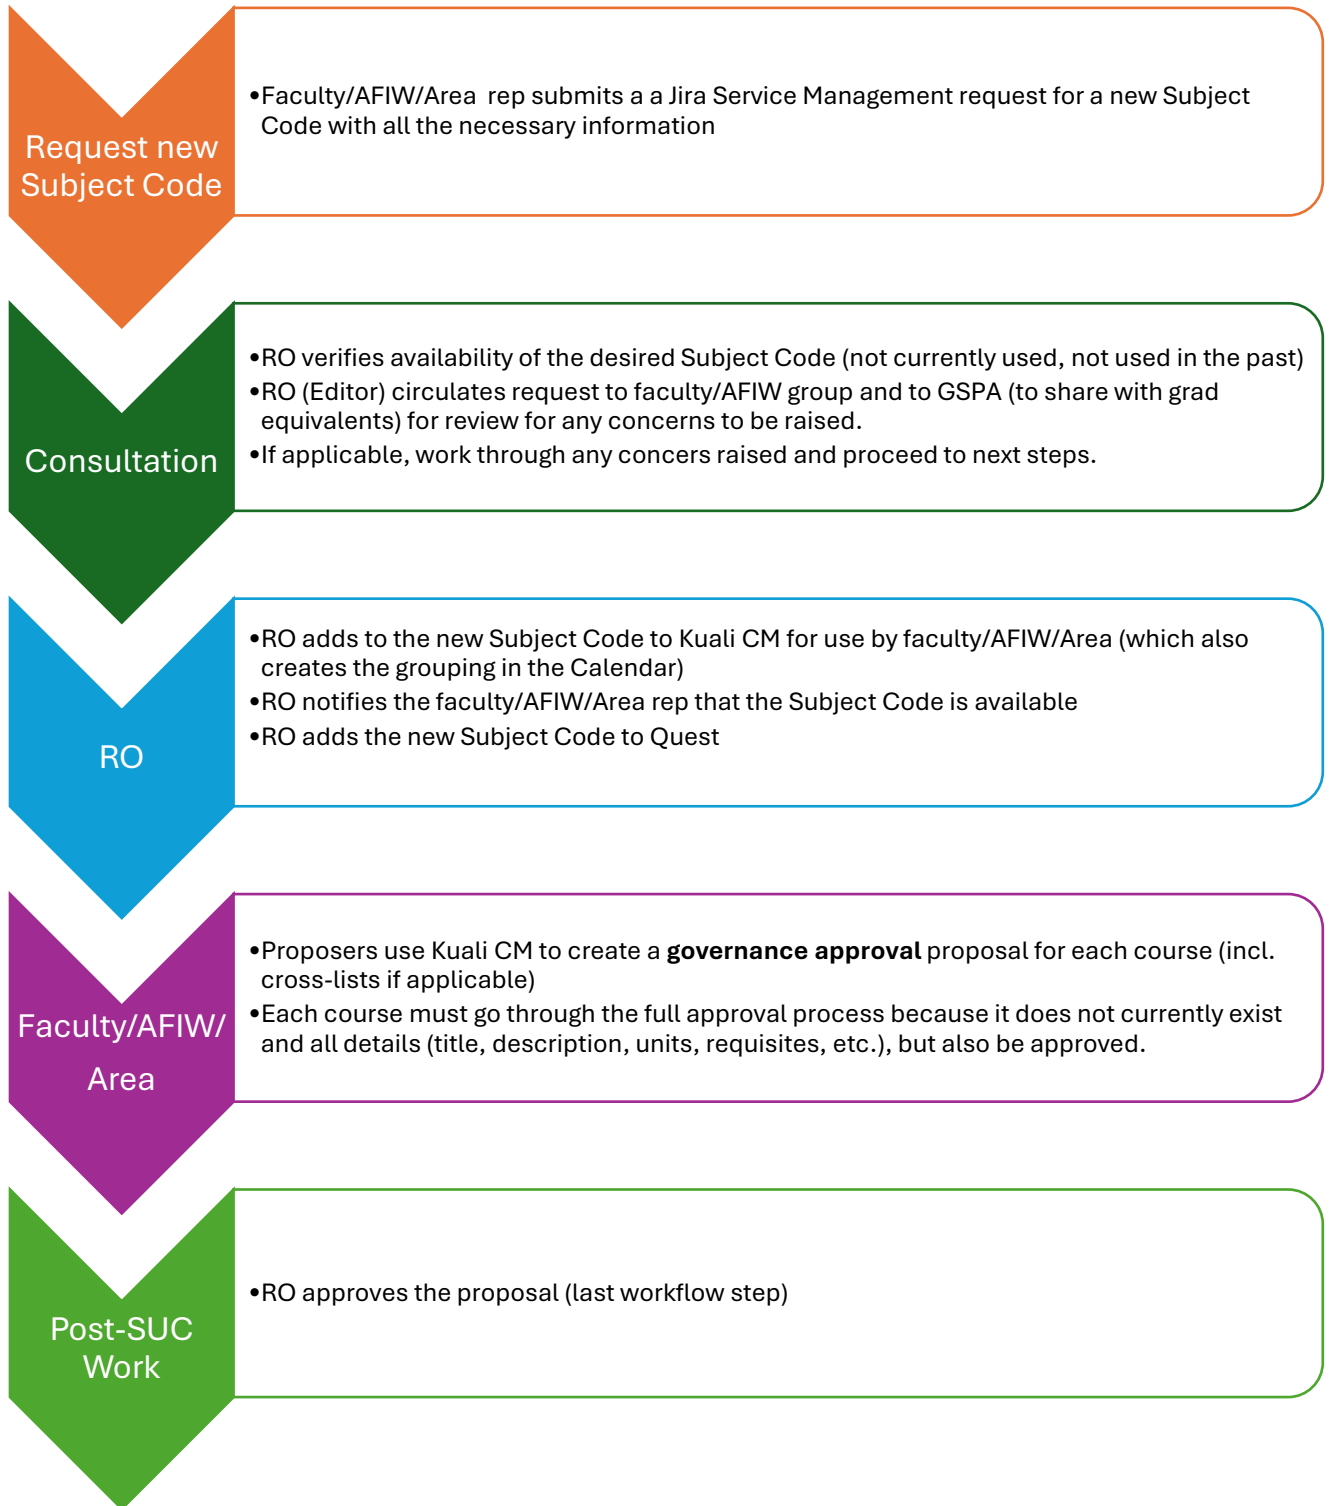 Request new
Subject Code
•Faculty/AFIW/Area  rep submits a a Jira Service Management request for a new Subject
Code with all the necessary information
Consultation
•RO verifies availability of the desired Subject Code (not currently used, not used in the past)
•RO (Editor) circulates request to faculty/AFIW group and to GSPA (to share with grad
equivalents) for review for any concerns to be raised.
•If applicable, work through any concers raised and proceed to next steps.
RO
•RO adds to the new Subject Code to Kuali CM for use by faculty/AFIW/Area (which also
creates the grouping in the Calendar)
•RO notifies the faculty/AFIW/Area rep that the Subject Code is available
•RO adds the new Subject Code to Quest
Faculty/AFIW/
Area
•Proposers use Kuali CM to create a governance approval proposal for each course (incl.
cross-lists if applicable)
•Each course must go through the full approval process because it does not currently exist
and all details (title, description, units, requisites, etc.), but also be approved.
Post-SUC
Work
•RO approves the proposal (last workflow step)